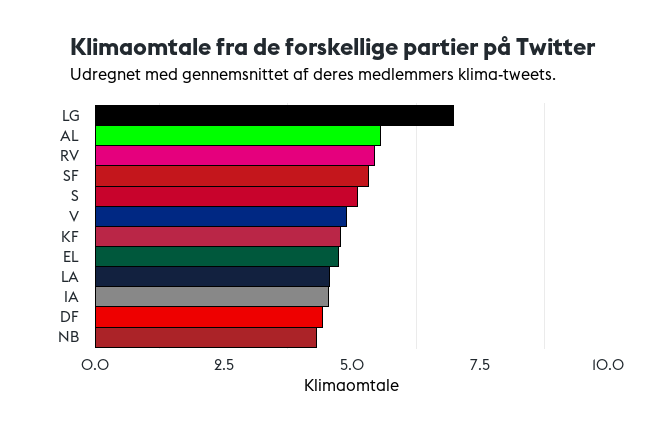 Klimaomtale fra de forskellige partier på Twitter
Udregnet med gennemsnittet af deres medlemmers klima-tweets.
LG
AL
RV
SF
S
V
KF
EL
LA
IA
DF
NB
0.0 2.5 5.0 7.5 10.0
Klimaomtale